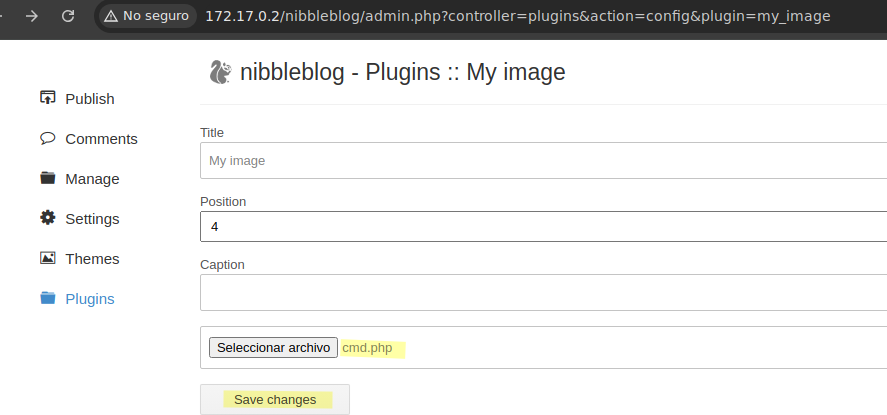 No seguro 172.17.0.2/nibbleblog/admin.php?controller=plugins&action=config&plugin=my_image
nibbleblog - Plugins :: My image
Publish
Comments
Manage
Settings
Themes
Plugins
Title
My image
Position
4
Caption
Seleccionar archivo cmd.php
Save changes